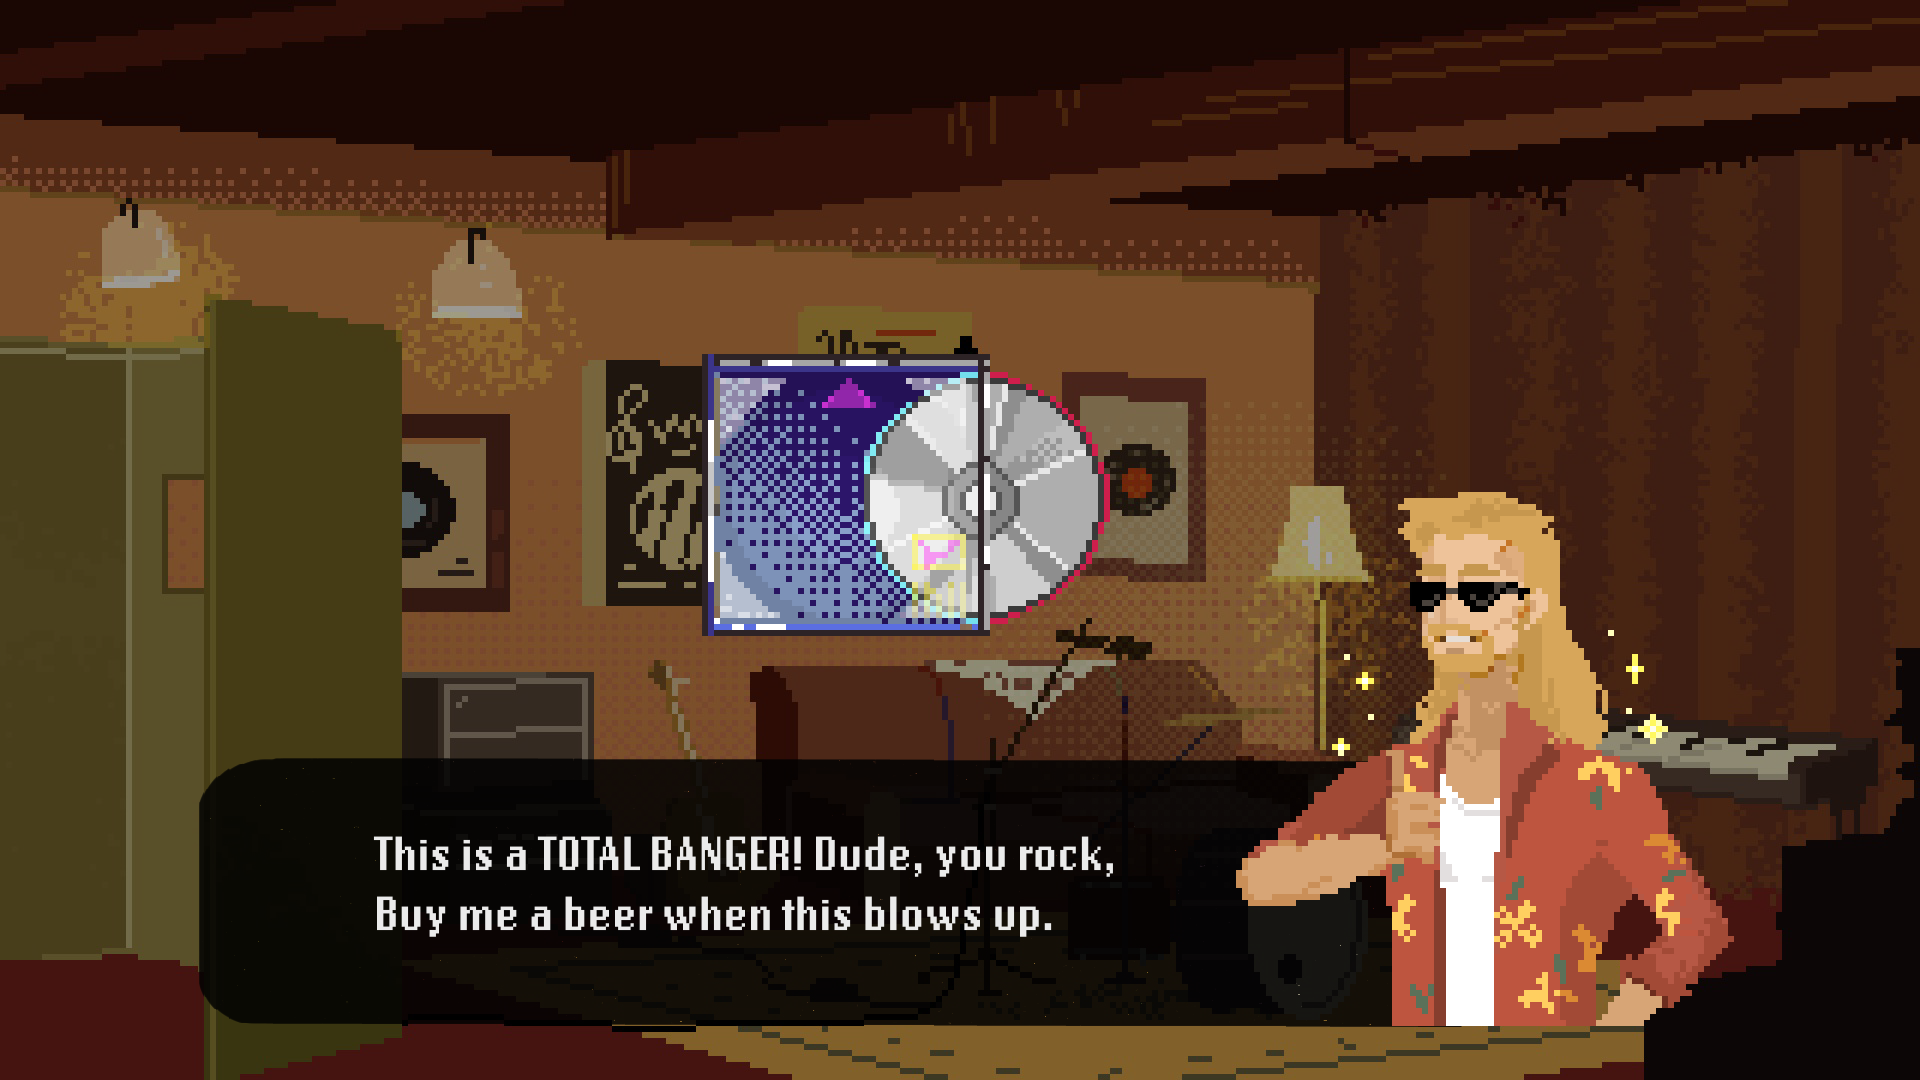 This is a TOTAL BANGER! Dude, you rock,
Buy me a beer when this blows up.